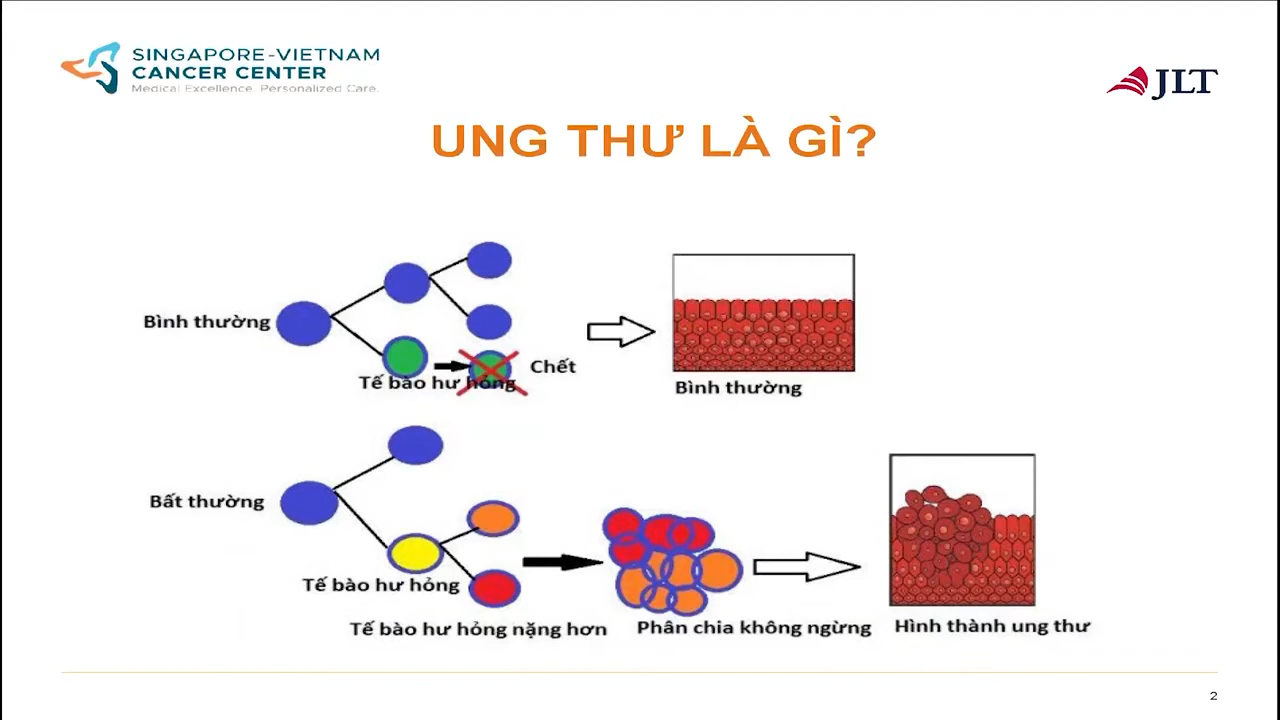 SINGAPORE-VIETNAM
CANCER CENTER
Medical Excellence. Personalized Care.
JLT
UNG THƯ LÀ GÌ?
Bình thường
Chết
Tế bào hư hỏng
Bình thường
Bất thường
Tế bào hư hỏng
Tế bào hư hỏng nặng hơn
Phân chia không ngừng
Hình thành ung thư
2